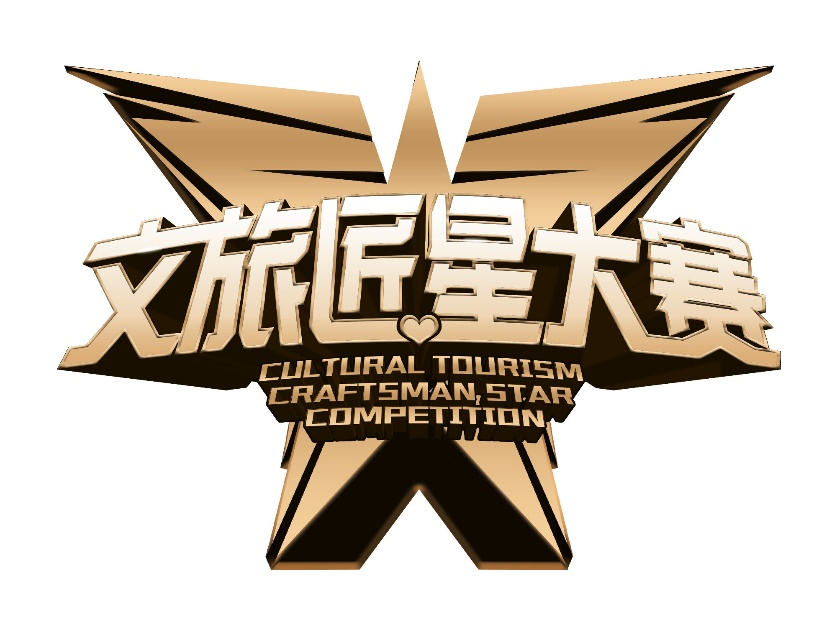 文旅匠星大赛
CULTURAL TOURISM
CRAFTSMAN, STAR
COMPETITION